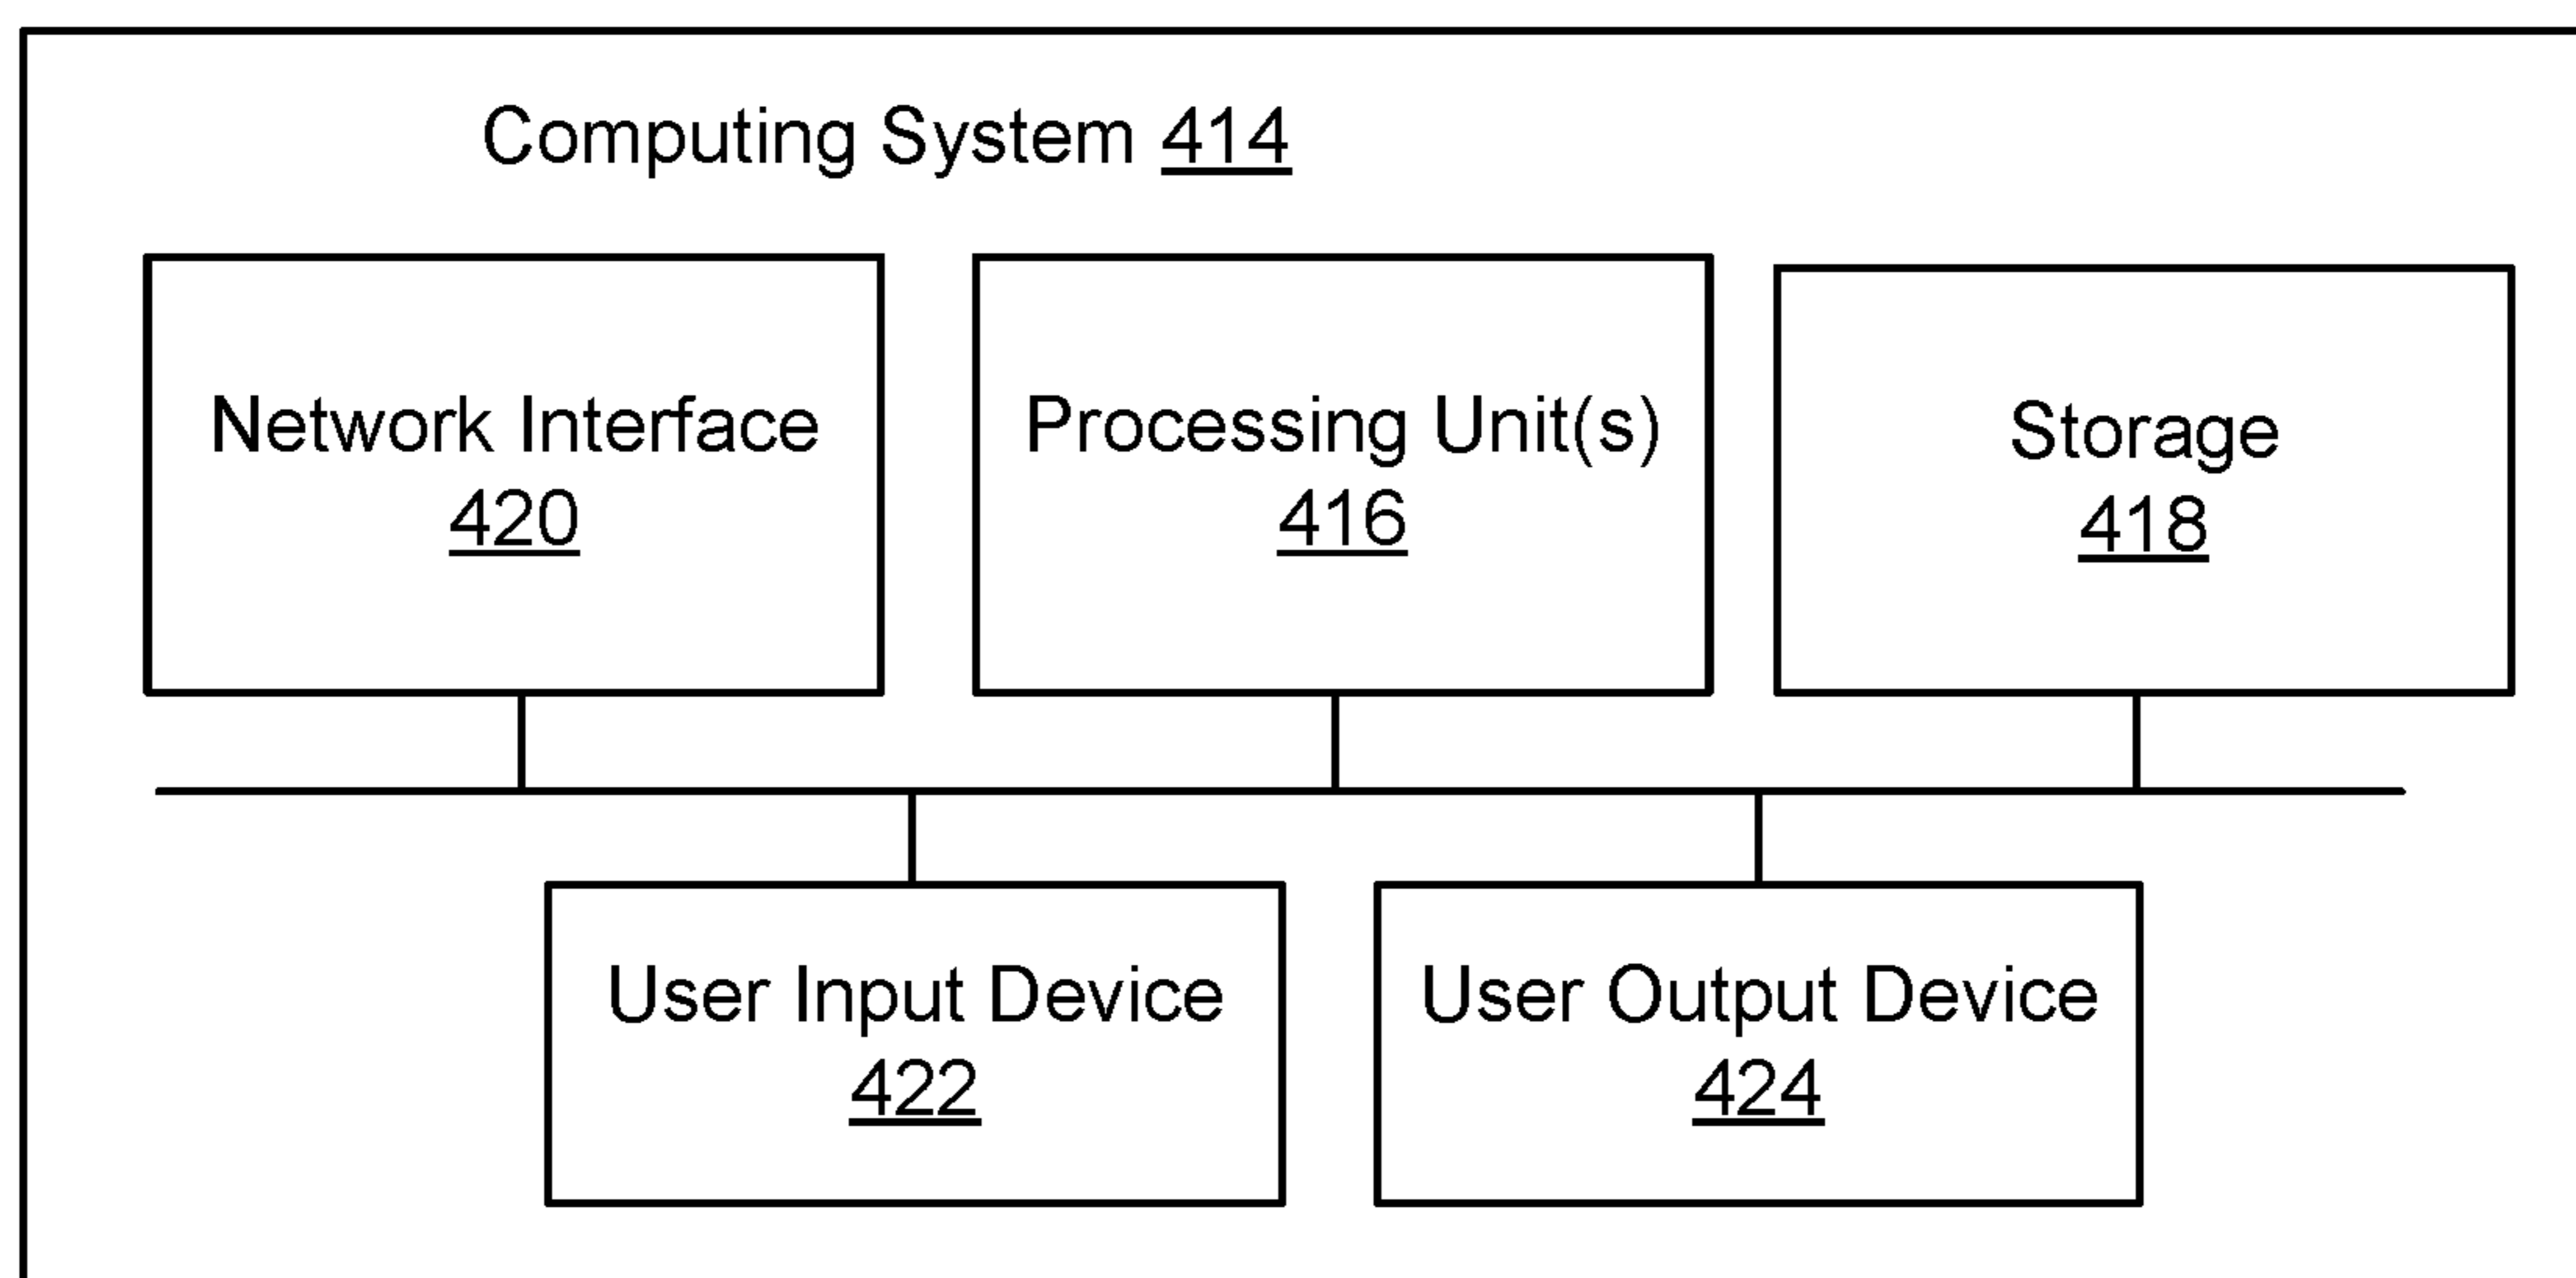 Computing System 414
Network Interface
420
Processing Unit(s)
416
Storage
418
User Input Device
422
User Output Device
424